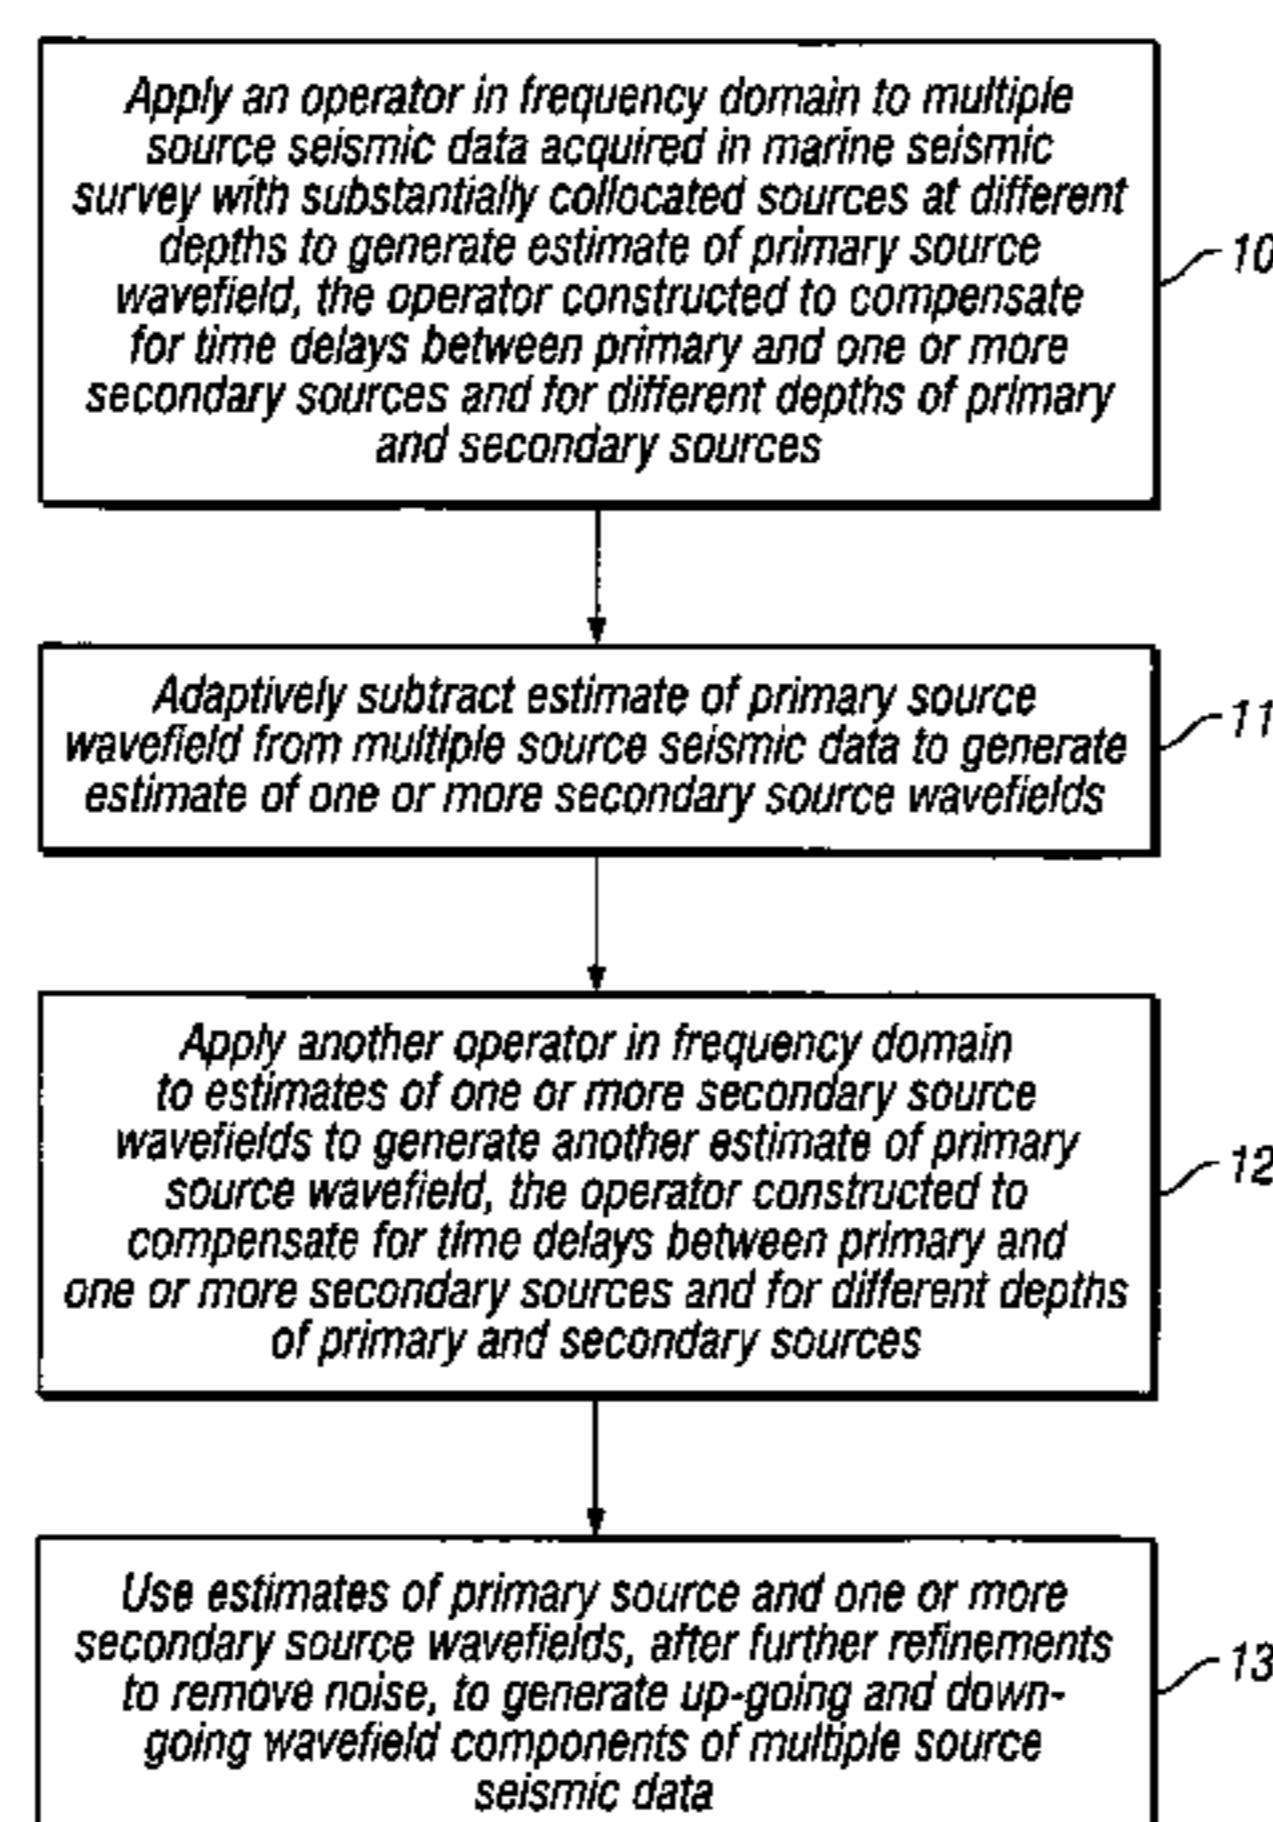 Apply an operator in frequency domain to multiple
source seismic data acquired in marine seismic
survey with substantially collocated sources at different
depths to generate estimate of primary source
wavefield, the operator constructed to compensate
for time delays between primary and one or more
secondary sources and for different depths of primary
and secondary sources
10
Adaptively subtract estimate of primary source
wavefield from multiple source seismic data to generate
estimate of one or more secondary source wavefields
11
Apply another operator in frequency domain
to estimates of one or more secondary source
wavefields to generate another estimate of primary
source wavefield, the operator constructed to
compensate for time delays between primary and
one or more secondary sources and for different depths
of primary and secondary sources
12
Use estimates of primary source and one or more
secondary source wavefields, after further refinements
to remove noise, to generate up-going and down-
going wavefield components of multiple source
seismic data
13